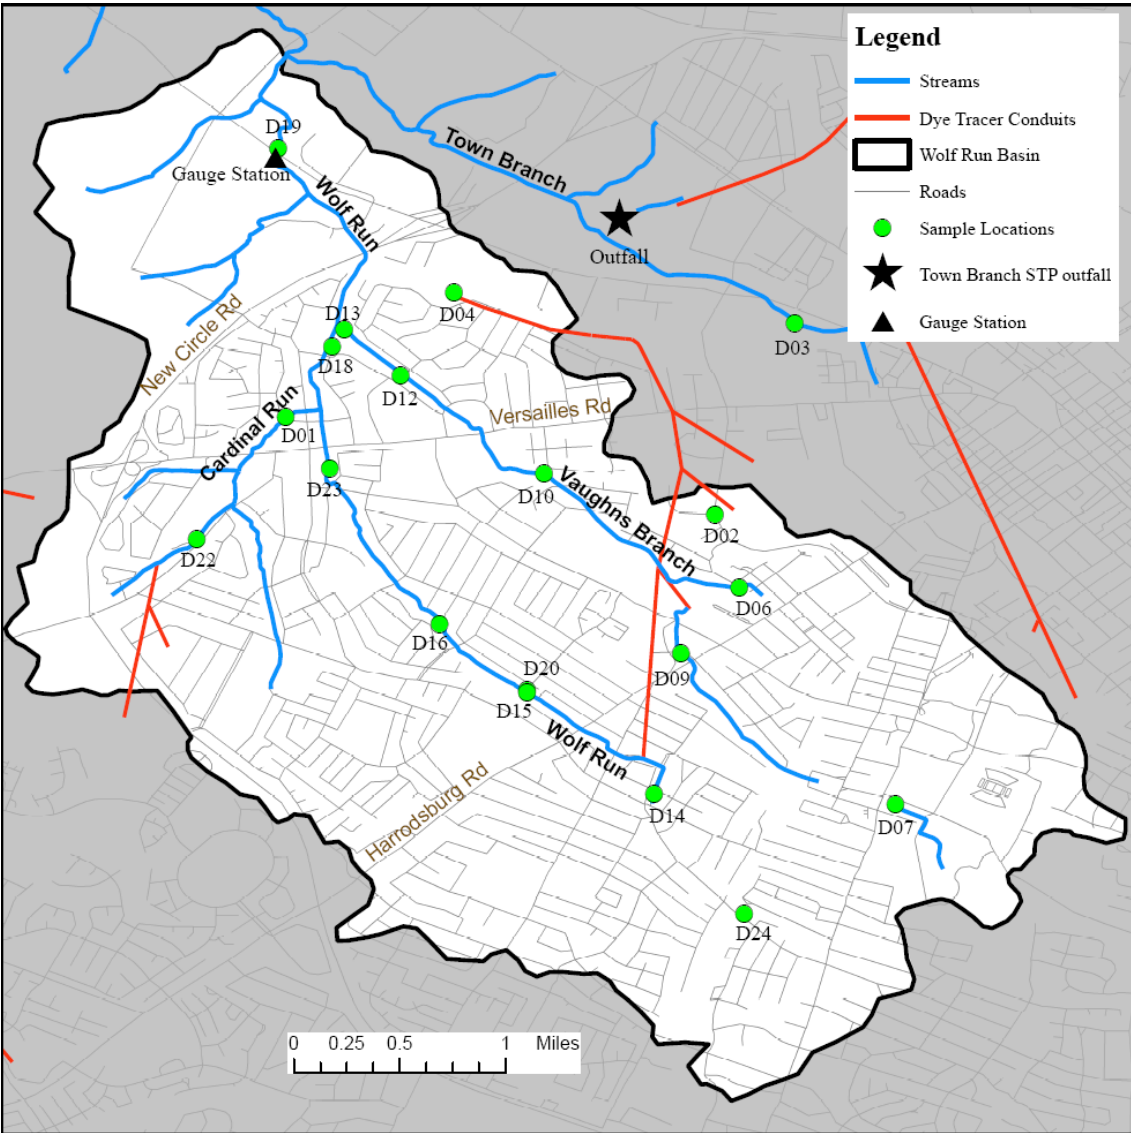 Legend
Streams
Dye Tracer Conduits
Wolf Run Basin
Roads
Sample Locations
Town Branch STP outfall
Gauge Station
D19
Gauge Station
Town Branch
Wolf Run
Outfall
D04
D03
New Circle Rd
D13
D18
D12
Versailles Rd
Cardinal Run
D01
D23
D10
Vaughns Branch
D02
D22
D06
D16
D09
D20
D15
Wolf Run
D14
D07
Harrodsburg Rd
D24
0 0.25 0.5 1 Miles